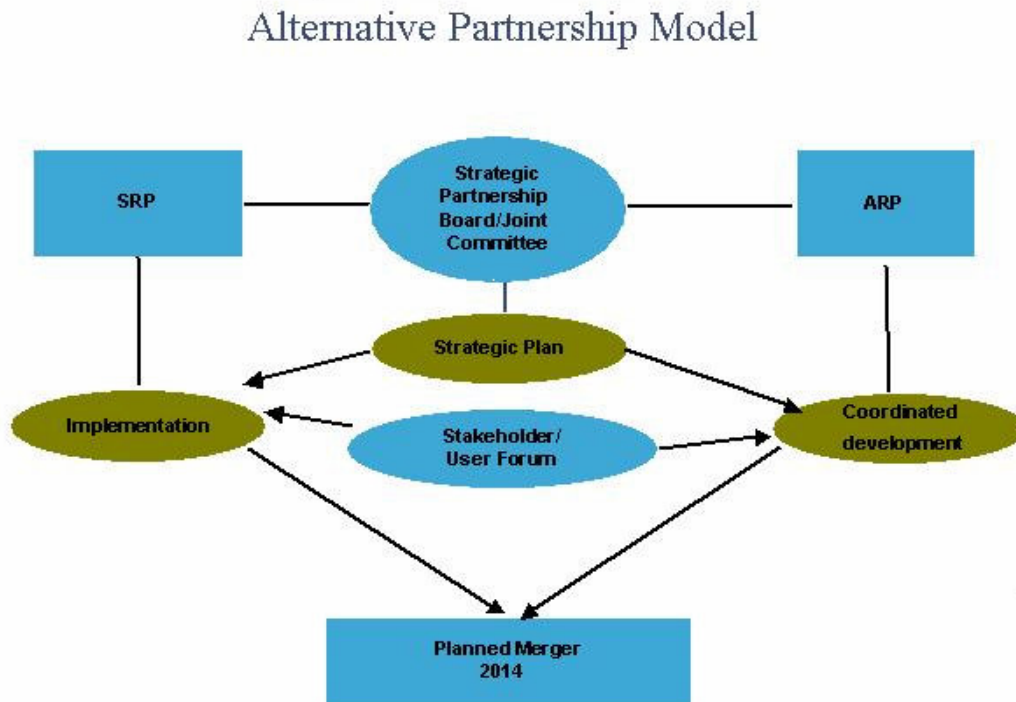 Alternative Partnership Model
SRP
Strategic
Partnership
Board/Joint
Committee
ARP
Strategic Plan
Implementation
Stakeholder/
User Forum
Coordinated
development
Planned Merger
2014